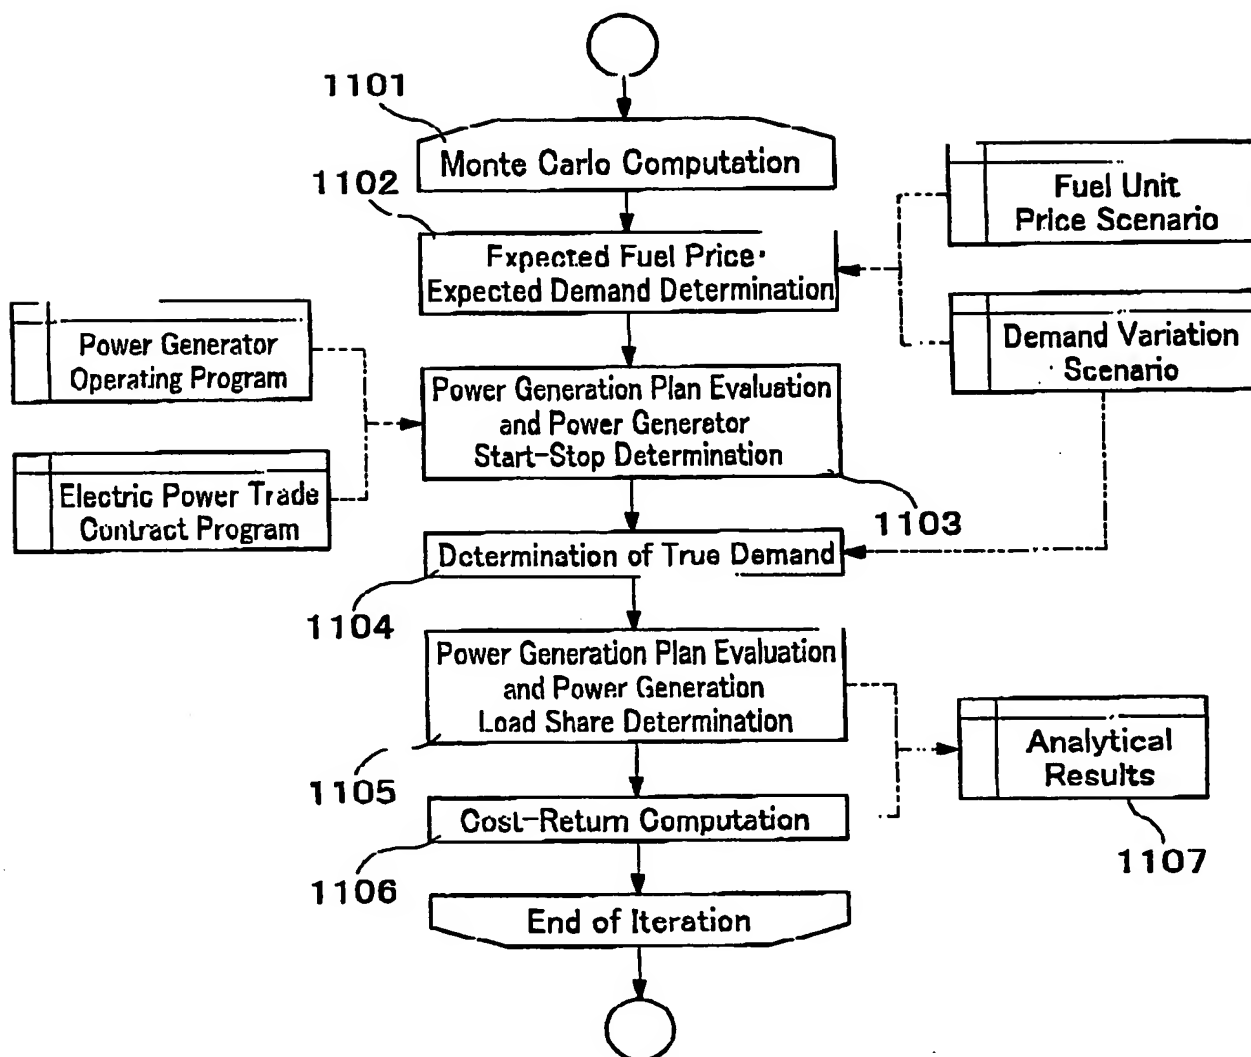 1101
Monte Carlo Computation
1102
Fuel Unit
Price Scenario
Expected Fuel Price·
Expected Demand Determination
Demand Variation
Scenario
Power Generator
Operating Program
Power Generation Plan Evaluation
and Power Generator
Start-Stop Determination
Electric Power Trade
Contract Program
1103
Determination of True Demand
1104
Power Generation Plan Evaluation
and Power Generation
Load Share Determination
Analytical
Results
1105
Cost-Return Computation
1107
1106
End of Iteration